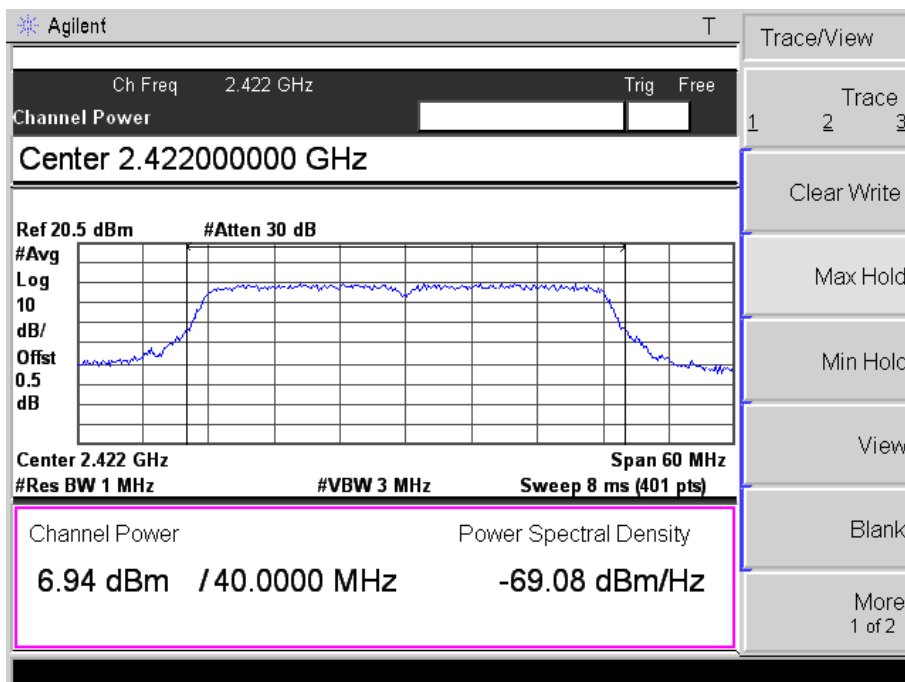 Agilent T
Trace/View
Ch Freq 2.422 GHz Trig Free
Channel Power
Trace
1 2 3
Center 2.422000000 GHz
Clear Write
Ref 20.5 dBm #Atten 30 dB
#Avg
Log
10
dB/
Offst
0.5
dB
Max Hold
Min Hold
View
Center 2.422 GHz Span 60 MHz
#Res BW 1 MHz #VBW 3 MHz Sweep 8 ms (401 pts)
Blank
Channel Power Power Spectral Density
6.94 dBm / 40.0000 MHz -69.08 dBm/Hz
More
1 of 2